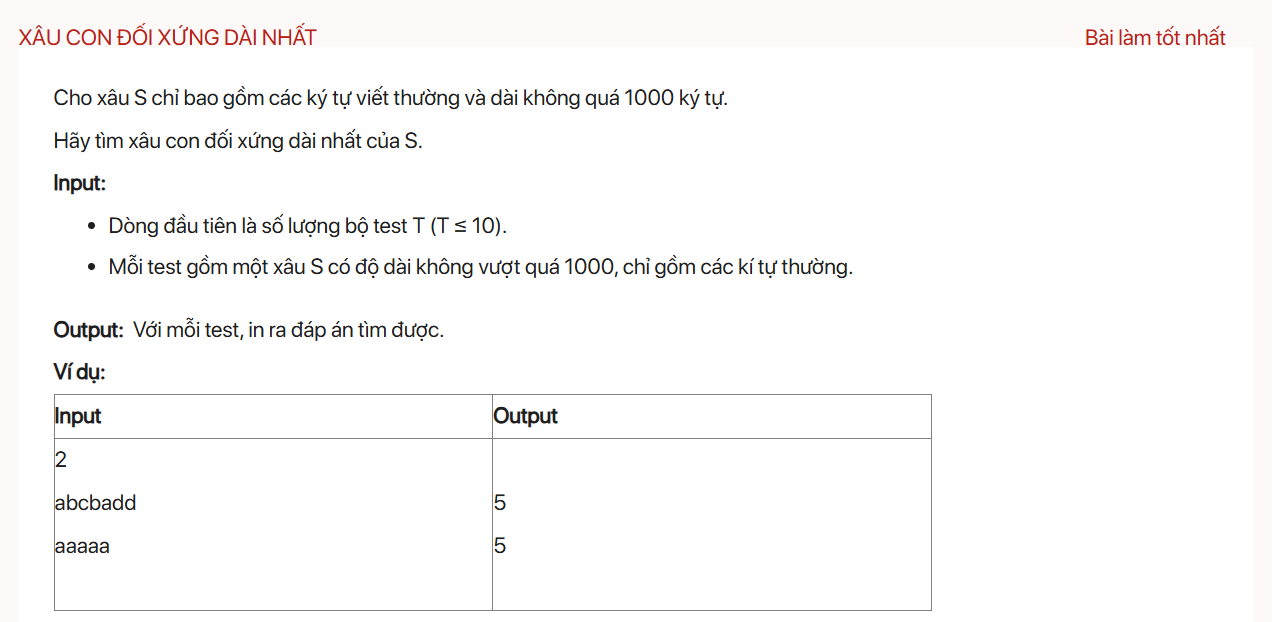 XÂU CON ĐỐI XỨNG DÀI NHẤT
Bài làm tốt nhất
Cho xâu S chỉ bao gồm các ký tự viết thường và dài không quá 1000 ký tự.
Hãy tìm xâu con đối xứng dài nhất của S.
Input:
• Dòng đầu tiên là số lượng bộ test T (T ≤ 10).
• Mỗi test gồm một xâu S có độ dài không vượt quá 1000, chỉ gồm các kí tự thường.
Output: Với mỗi test, in ra đáp án tìm được.
Ví dụ:
Input Output
2
abcbadd 5
aaaaa 5